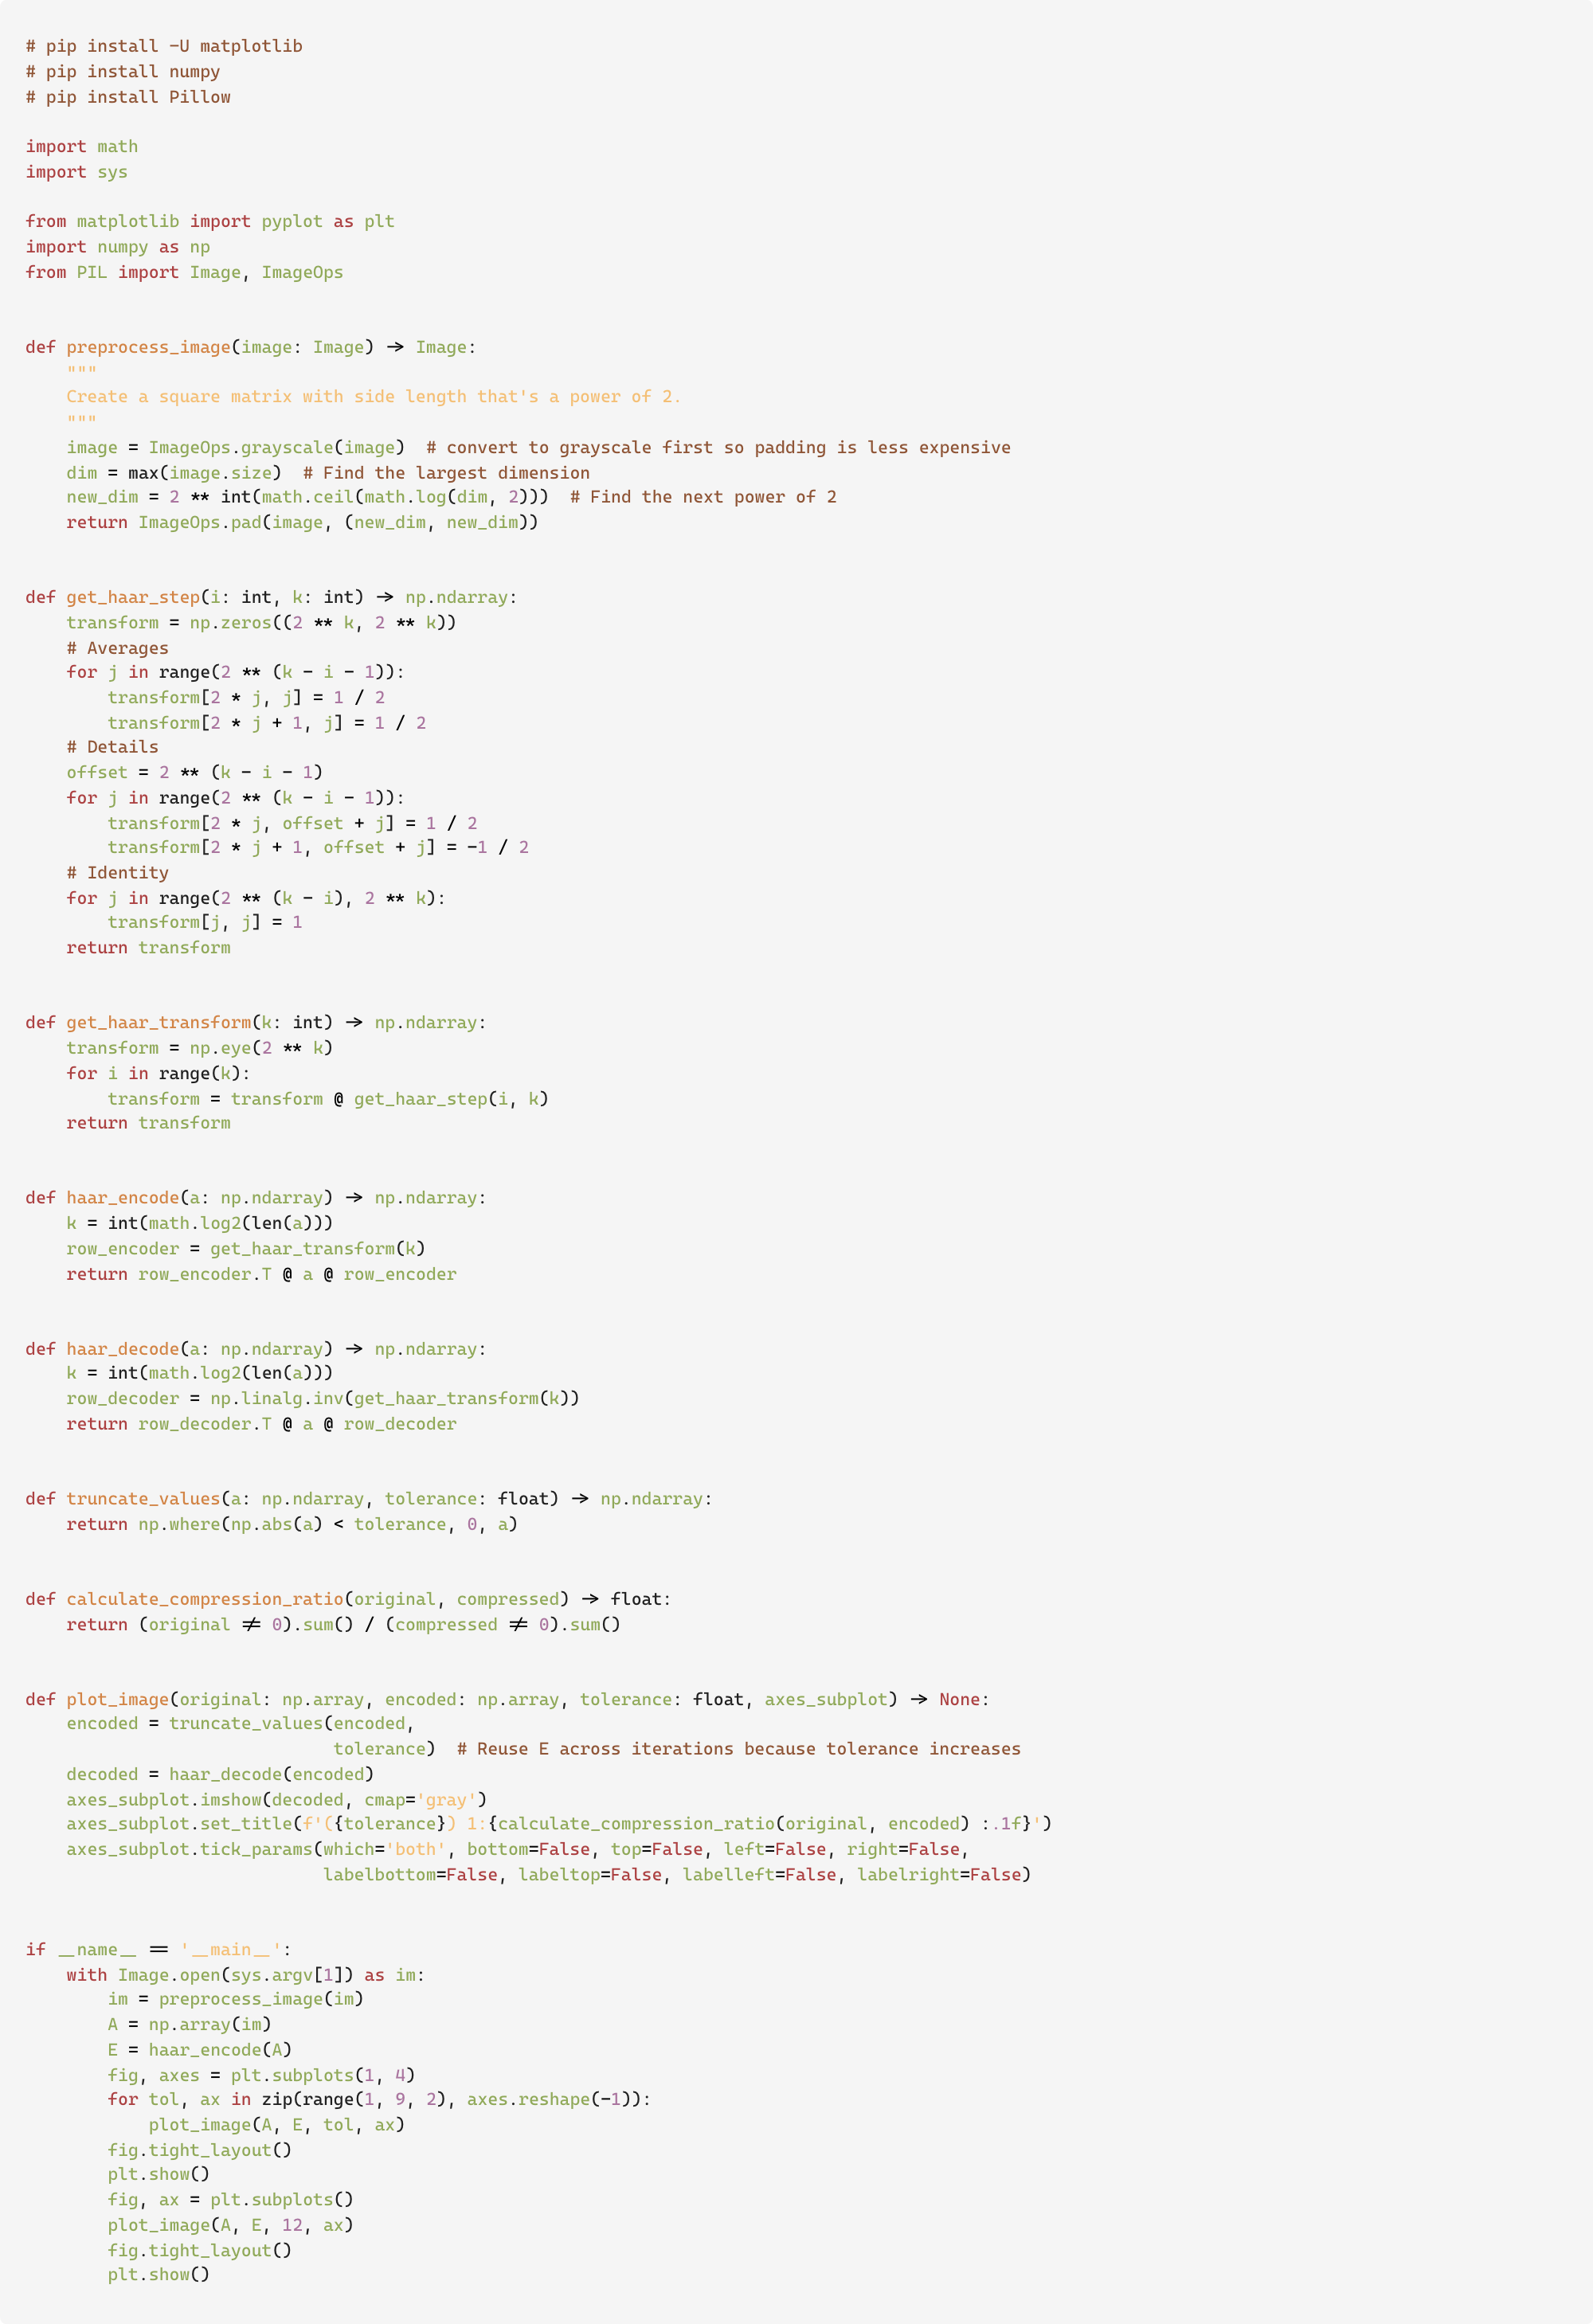 # pip install -U matplotlib
# pip install numpy
# pip install Pillow

import math
import sys

from matplotlib import pyplot as plt
import numpy as np
from PIL import Image, ImageOps


def preprocess_image(image: Image) -> Image:
    """
    Create a square matrix with side length that's a power of 2.
    """
    image = ImageOps.grayscale(image)  # convert to grayscale first so padding is less expensive
    dim = max(image.size)  # Find the largest dimension
    new_dim = 2 ** int(math.ceil(math.log(dim, 2)))  # Find the next power of 2
    return ImageOps.pad(image, (new_dim, new_dim))


def get_haar_step(i: int, k: int) -> np.ndarray:
    transform = np.zeros((2 ** k, 2 ** k))
    # Averages
    for j in range(2 ** (k - i - 1)):
        transform[2 * j, j] = 1 / 2
        transform[2 * j + 1, j] = 1 / 2
    # Details
    offset = 2 ** (k - i - 1)
    for j in range(2 ** (k - i - 1)):
        transform[2 * j, offset + j] = 1 / 2
        transform[2 * j + 1, offset + j] = -1 / 2
    # Identity
    for j in range(2 ** (k - i), 2 ** k):
        transform[j, j] = 1
    return transform


def get_haar_transform(k: int) -> np.ndarray:
    transform = np.eye(2 ** k)
    for i in range(k):
        transform = transform @ get_haar_step(i, k)
    return transform


def haar_encode(a: np.ndarray) -> np.ndarray:
    k = int(math.log2(len(a)))
    row_encoder = get_haar_transform(k)
    return row_encoder.T @ a @ row_encoder


def haar_decode(a: np.ndarray) -> np.ndarray:
    k = int(math.log2(len(a)))
    row_decoder = np.linalg.inv(get_haar_transform(k))
    return row_decoder.T @ a @ row_decoder


def truncate_values(a: np.ndarray, tolerance: float) -> np.ndarray:
    return np.where(np.abs(a) < tolerance, 0, a)


def calculate_compression_ratio(original, compressed) -> float:
    return (original != 0).sum() / (compressed != 0).sum()


def plot_image(original: np.array, encoded: np.array, tolerance: float, axes_subplot) -> None:
    encoded = truncate_values(encoded,
                              tolerance)  # Reuse E across iterations because tolerance increases
    decoded = haar_decode(encoded)
    axes_subplot.imshow(decoded, cmap='gray')
    axes_subplot.set_title(f'({tolerance}) 1:{calculate_compression_ratio(original, encoded) :.1f}')
    axes_subplot.tick_params(which='both', bottom=False, top=False, left=False, right=False,
                             labelbottom=False, labeltop=False, labelleft=False, labelright=False)


if __name__ == '__main__':
    with Image.open(sys.argv[1]) as im:
        im = preprocess_image(im)
        A = np.array(im)
        E = haar_encode(A)
        fig, axes = plt.subplots(1, 4)
        for tol, ax in zip(range(1, 9, 2), axes.reshape(-1)):
            plot_image(A, E, tol, ax)
        fig.tight_layout()
        plt.show()
        fig, ax = plt.subplots()
        plot_image(A, E, 12, ax)
        fig.tight_layout()
        plt.show()